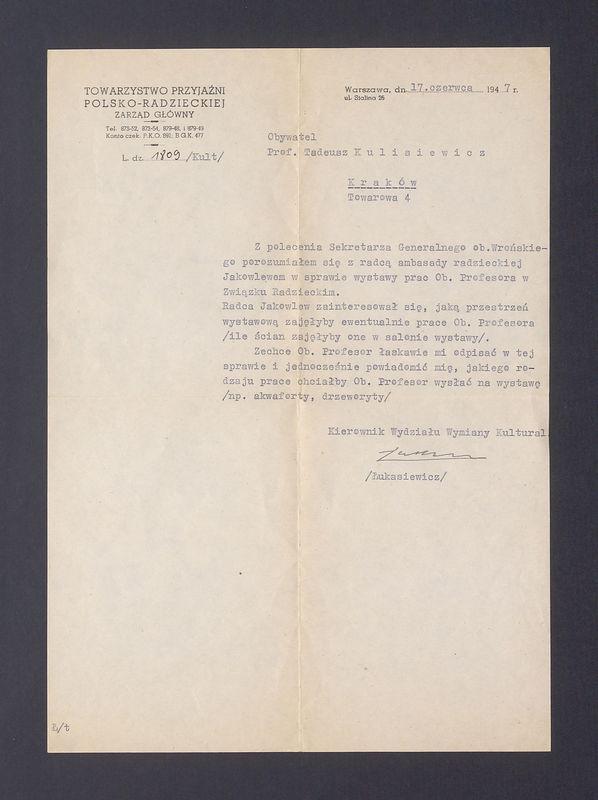 TOWARZYSTWO PRZYJAŹNI
POLSKO-RADZIECKIEJ
ZARZĄD GŁÓWNY
Tel. 873-52, 872-54, 879-48, i 879-49
Konto czek. P.K.O. 891; B G.K. 477
L. dz. 1809 /Kult/
Warszawa, dn. 17.czerwca 1947 r.
ul. Stalina 26
Obywatel
Prof. Tadeusz K u l i s i e w i c z
K r a k ó w
Towarowa 4
Z polecenia Sekretarza Generalnego ob.Wrońskie-
go porozumiałem się z radcą ambasady radzieckiej
Jakowlewem w sprawie wystawy prac Ob. Profesora w
Związku Radzieckim.
Radca Jakowlew zainteresował się, jaką przestrzeń
wystawową zajęłyby ewentualnie prace Ob. Profesora
/ile ścian zajęłyby one w salonie wystawy/.
Zechce Ob. Profesor łaskawie mi odpisać w tej
sprawie i jednocześnie powiadomić mię, jakiego ro-
dzaju prace chciałby Ob. Profesor wysłać na wystawę
/np. akwaforty, drzeworyty/
Kierownik Wydziału Wymiany Kultural.
/Łukasiewicz/
Ł/t